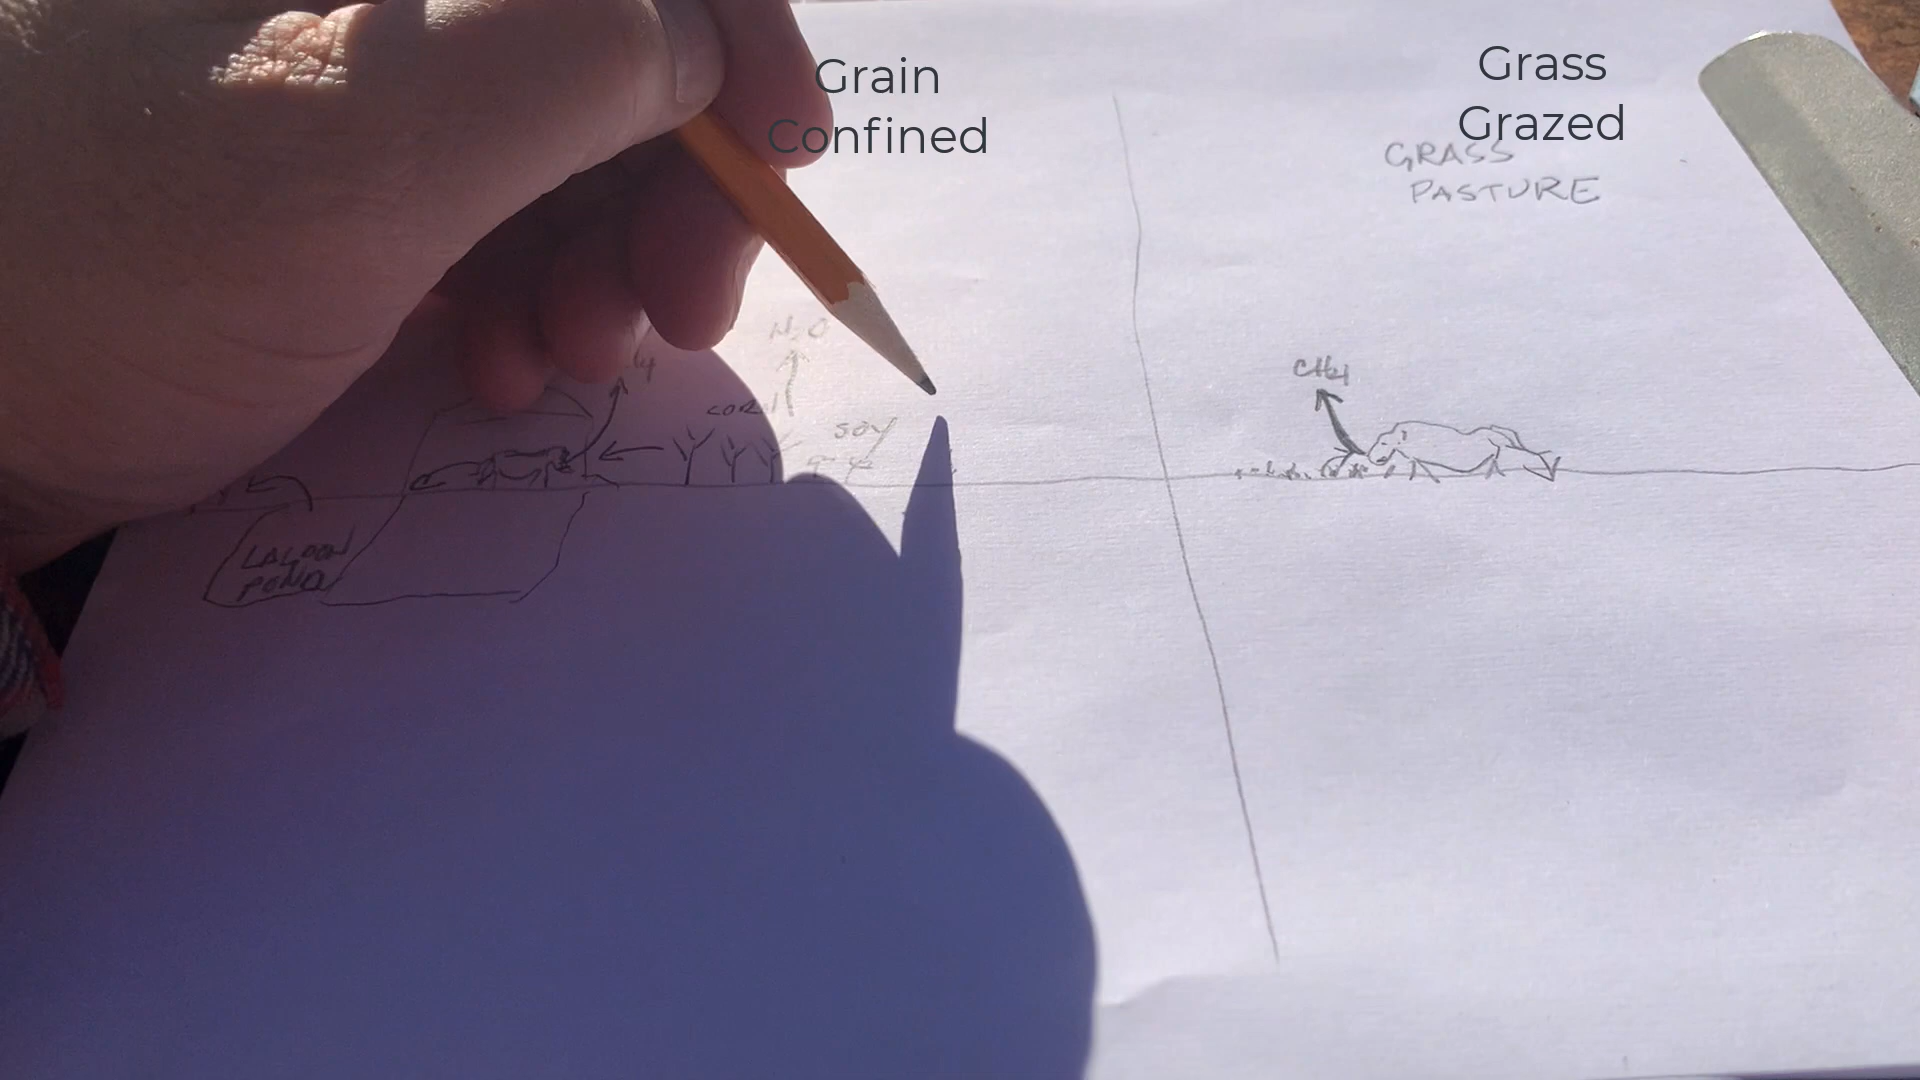 Grain
Confined
Grass
Grazed
GRASS
PASTURE
N2O
CORN
SOY
CH4
LAGOON
POND